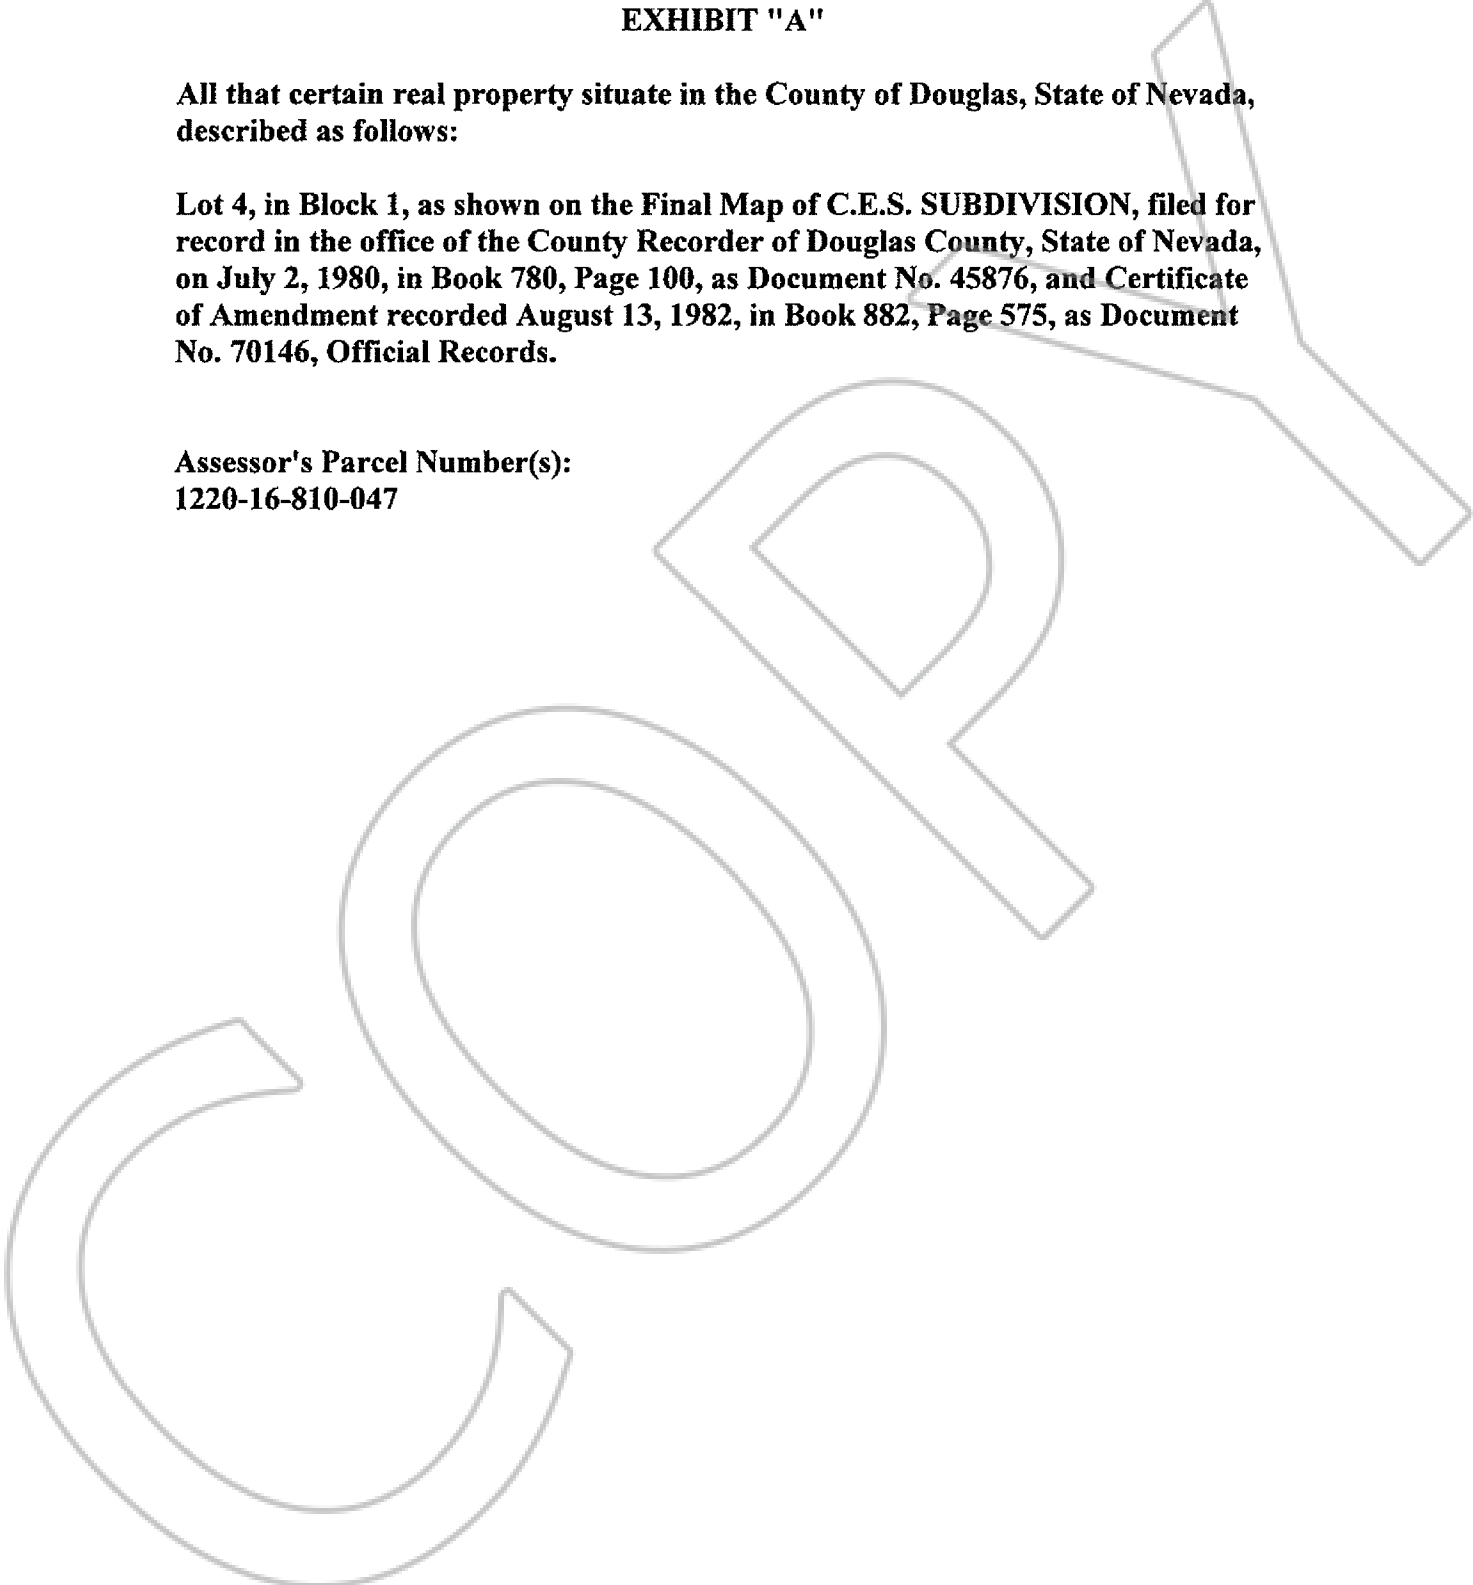 EXHIBIT "A"
All that certain real property situate in the County of Douglas, State of Nevada,
described as follows:
Lot 4, in Block 1, as shown on the Final Map of C.E.S. SUBDIVISION, filed for
record in the office of the County Recorder of Douglas County, State of Nevada,
on July 2, 1980, in Book 780, Page 100, as Document No. 45876, and Certificate
of Amendment recorded August 13, 1982, in Book 882, Page 575, as Document
No. 70146, Official Records.
Assessor's Parcel Number(s):
1220-16-810-047
COPY